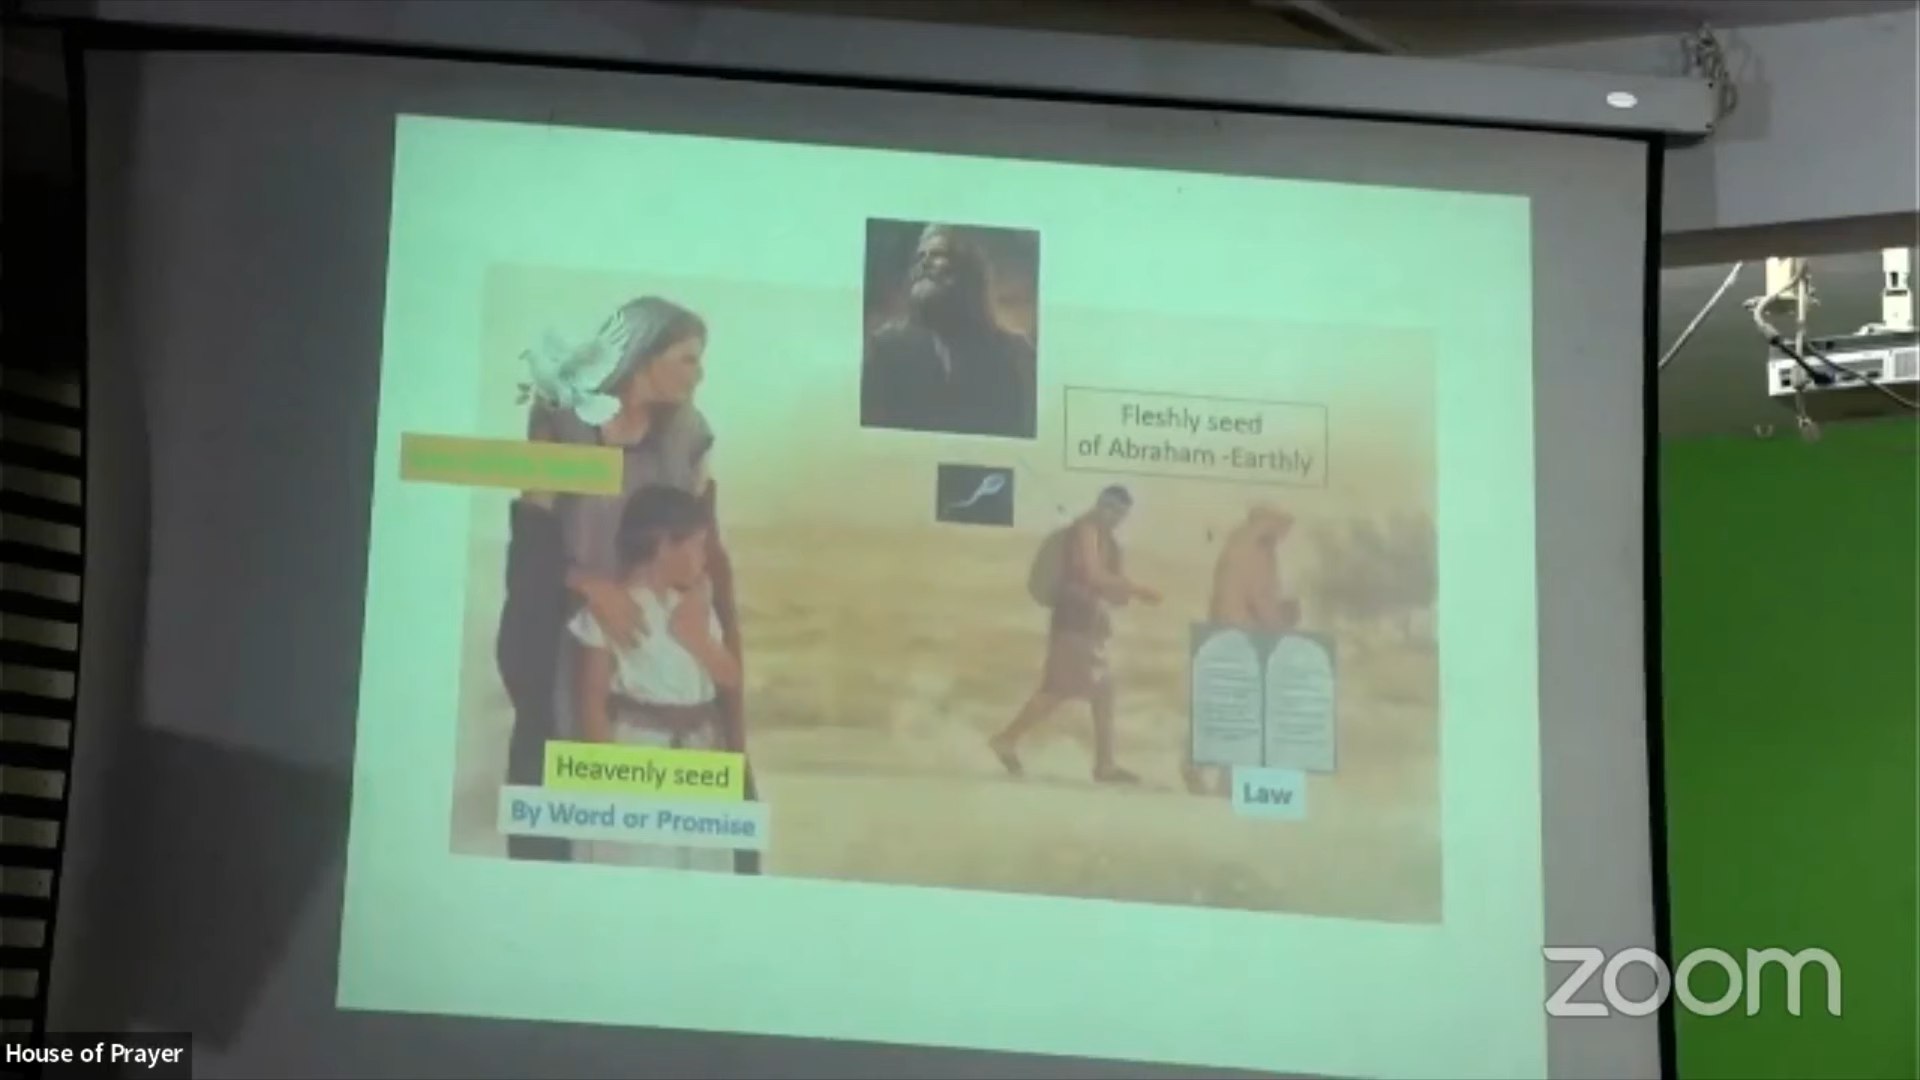 Fleshly seed
of Abraham -Earthly
Heavenly seed
By Word or Promise
Law
zoom
House of Prayer